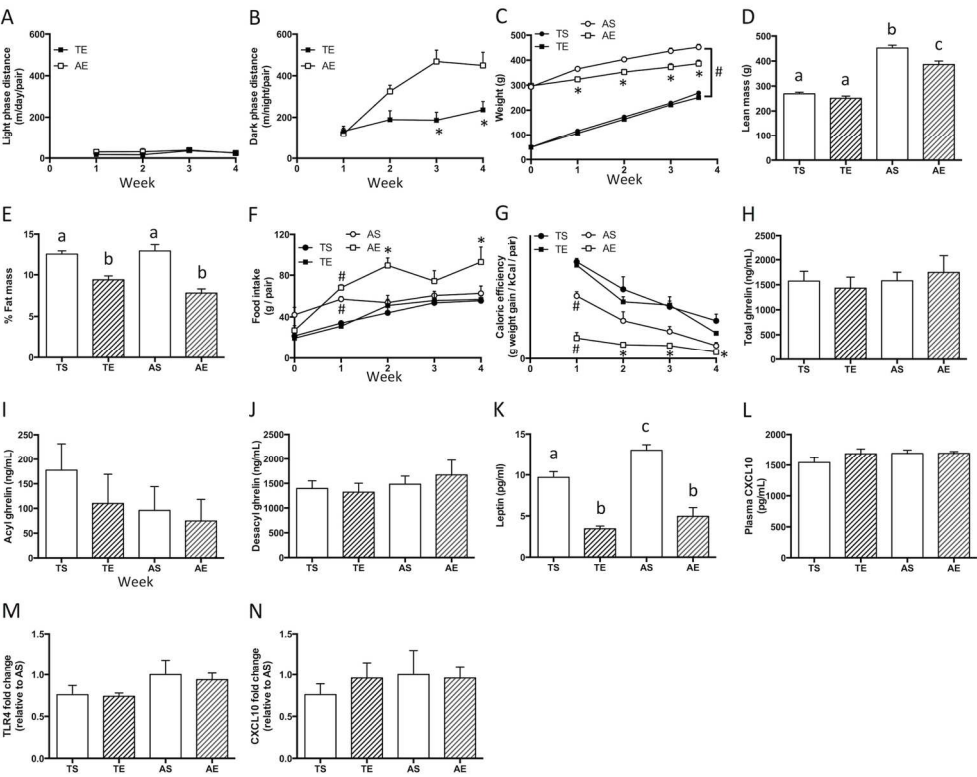 A
Light phase distance
(m/day/pair)
600
400
200
0
TE
AE
0 1 2 3 4
Week
B
Dark phase distance
(m/night/pair)
600
400
200
0
TE
AE
*
*
0 1 2 3 4
Week
C
Weight (g)
500
400
300
200
100
0
TS
TE
AS
AE
* * * *
#
0 1 2 3 4
Week
D
Lean mass (g)
500
400
300
200
100
0
a a b c
TS TE AS AE
E
% Fat mass
15
10
5
0
a b a b
TS TE AS AE
F
Food intake
(g / pair)
120
80
40
0
TS
TE
AS
AE
#
#
*
*
0 1 2 3 4
Week
G
Caloric efficiency
(g weight gain / kCal / pair)
TS
TE
AS
AE
#
#
* * *
0 1 2 3 4
Week
H
Total ghrelin (ng/mL)
2500
2000
1500
1000
500
0
TS TE AS AE
I
Acyl ghrelin (ng/mL)
250
200
150
100
50
0
TS TE AS AE
Week
J
Desacyl ghrelin (ng/mL)
2500
2000
1500
1000
500
0
TS TE AS AE
K
Leptin (pg/ml)
15
10
5
0
a b c b
TS TE AS AE
L
Plasma CXCL10
(pg/mL)
2000
1500
1000
500
0
TS TE AS AE
M
TLR4 fold change
(relative to AS)
1.5
1.0
0.5
0.0
TS TE AS AE
N
CXCL10 fold change
(relative to AS)
1.5
1.0
0.5
0.0
TS TE AS AE